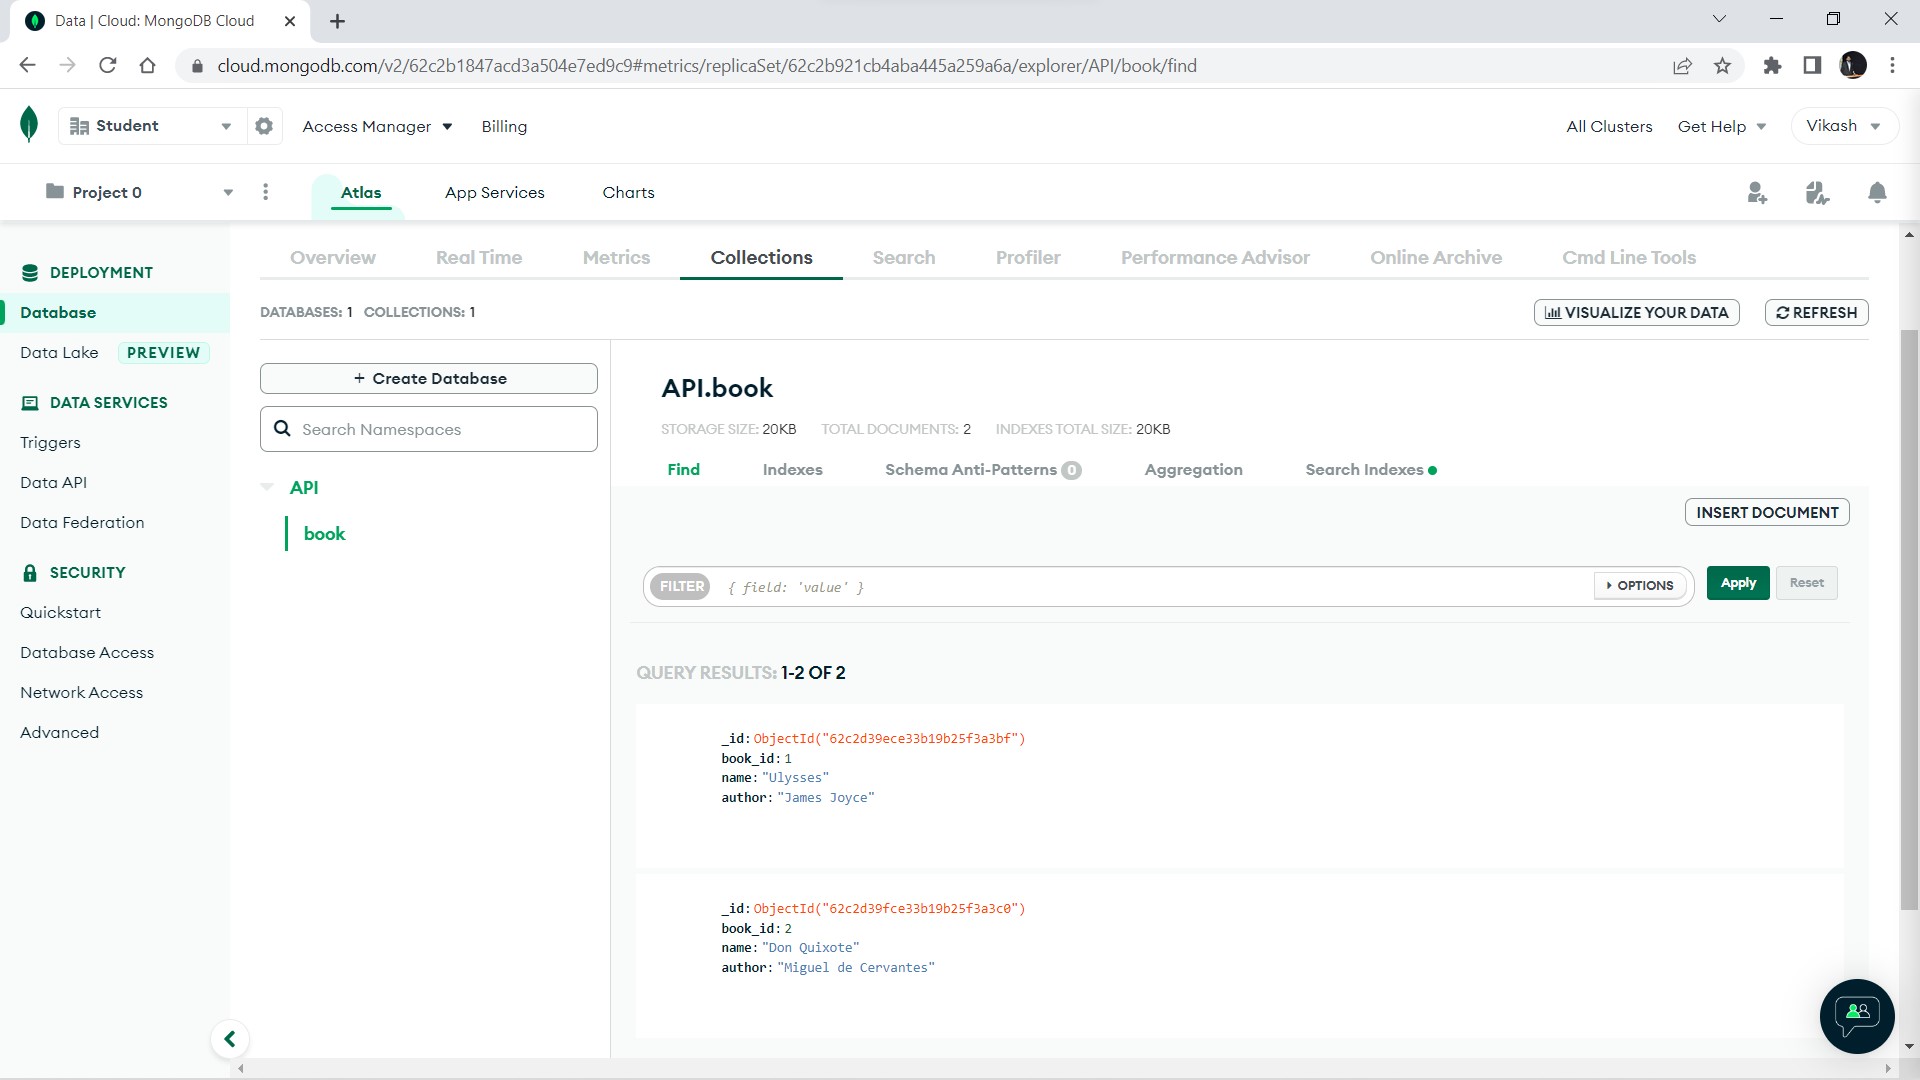 Data | Cloud: MongoDB Cloud
cloud.mongodb.com/v2/62c2b1847acd3a504e7ed9c9#metrics/replicaSet/62c2b921cb4aba445a259a6a/explorer/API/book/find
Student Access Manager Billing All Clusters Get Help Vikash
Project 0 Atlas App Services Charts
Overview Real Time Metrics Collections Search Profiler Performance Advisor Online Archive Cmd Line Tools
DEPLOYMENT
Database
Data Lake PREVIEW
DATA SERVICES
Triggers
Data API
Data Federation
SECURITY
Quickstart
Database Access
Network Access
Advanced
DATABASES: 1 COLLECTIONS: 1
VISUALIZE YOUR DATA REFRESH
+ Create Database
Search Namespaces
API
book
API.book
STORAGE SIZE: 20KB TOTAL DOCUMENTS: 2 INDEXES TOTAL SIZE: 20KB
Find Indexes Schema Anti-Patterns 0 Aggregation Search Indexes
INSERT DOCUMENT
FILTER { field: 'value' } OPTIONS Apply Reset
QUERY RESULTS: 1-2 OF 2
_id: ObjectId("62c2d39ece33b19b25f3a3bf")
book_id: 1
name: "Ulysses"
author: "James Joyce"
_id: ObjectId("62c2d39fce33b19b25f3a3c0")
book_id: 2
name: "Don Quixote"
author: "Miguel de Cervantes"